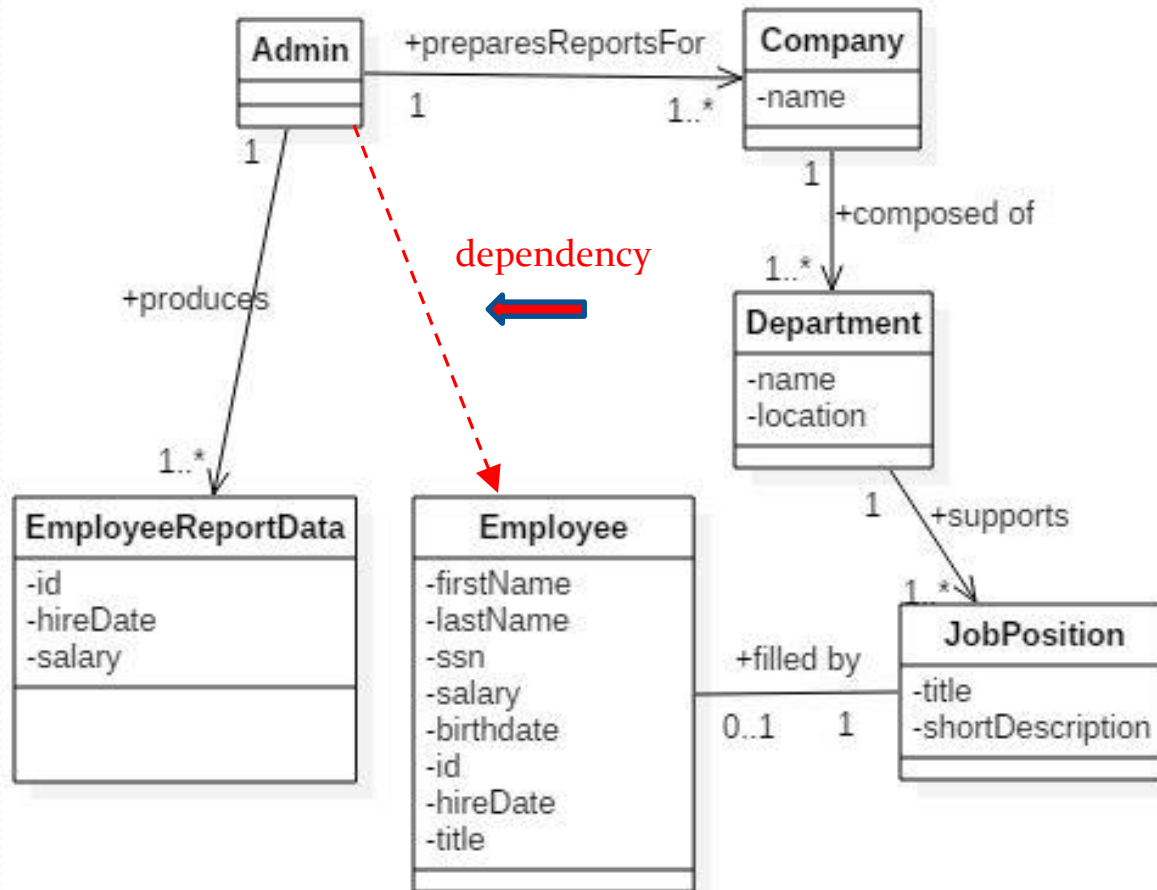 Admin
+preparesReportsFor
1
1..*
Company
-name
1
+produces
1..*
dependency
1
+composed of
1..*
Department
-name
-location
1
+supports
1..*
EmployeeReportData
-id
-hireDate
-salary
Employee
-firstName
-lastName
-ssn
-salary
-birthdate
-id
-hireDate
-title
+filled by
0..1
1
JobPosition
-title
-shortDescription